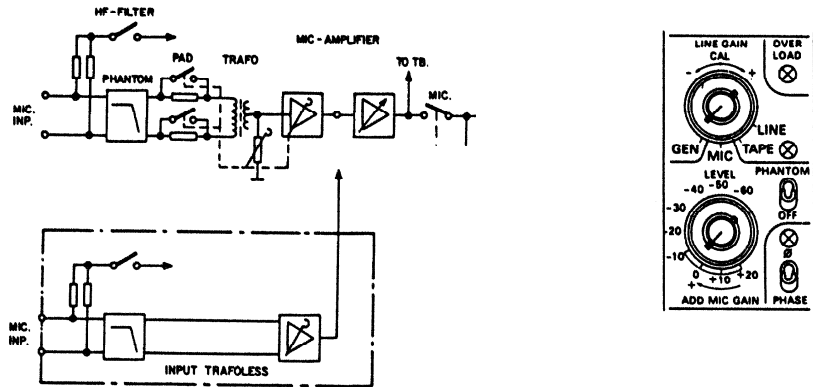 HF-FILTER
MIC-AMPLIFIER
PAD
TRAFO
TO TB.
PHANTOM
MIC.
MIC.
INP.
MIC.
INP.
INPUT TRAFOLESS
LINE GAIN
CAL
- +
OVER
LOAD
GEN
MIC
TAPE
LINE
LEVEL
-50
-40 -60
-30
-20
-10
0 +10 +20
+
ADD MIC GAIN
PHANTOM
OFF
ø
PHASE